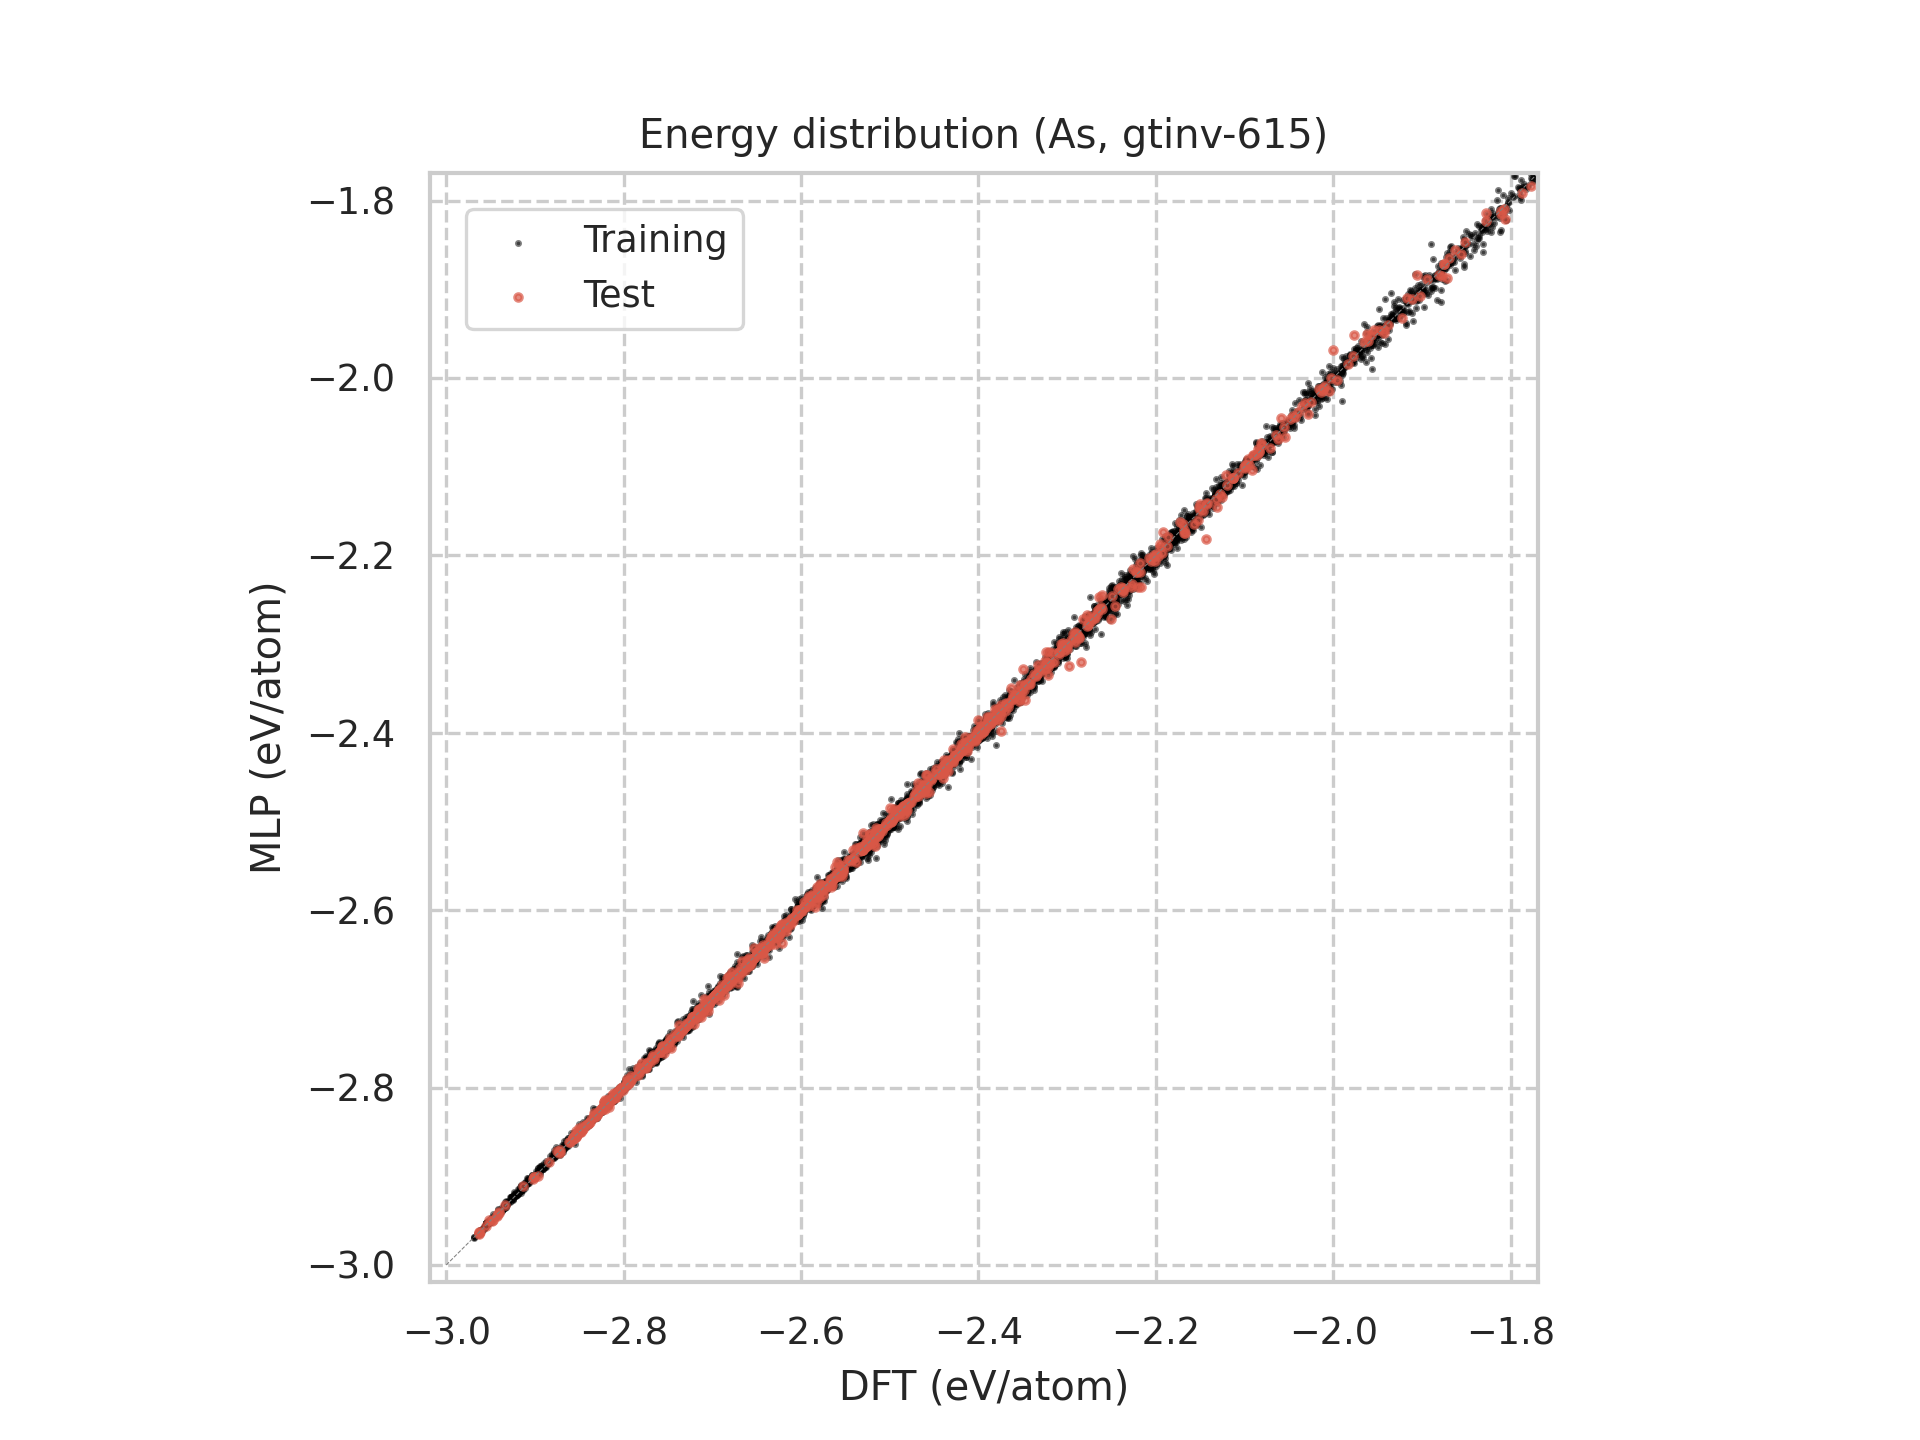 Energy distribution (As, gtinv-615)
Training
Test
MLP (eV/atom)
−1.8
−2.0
−2.2
−2.4
−2.6
−2.8
−3.0
−3.0 −2.8 −2.6 −2.4 −2.2 −2.0 −1.8
DFT (eV/atom)